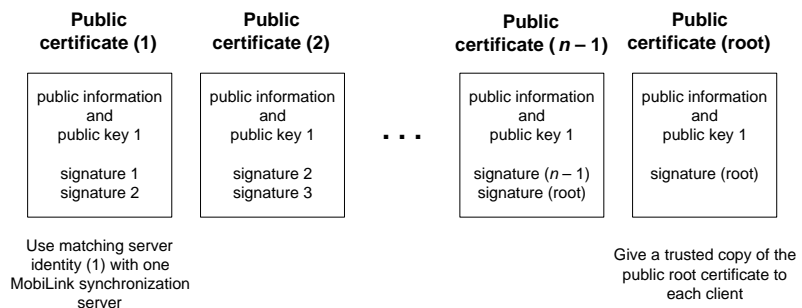 Public
certificate (1)
Public
certificate (2)
Public
certificate ( n – 1)
Public
certificate (root)
public information
and
public key 1
signature 1
signature 2
public information
and
public key 1
signature 2
signature 3
. . .
public information
and
public key 1
signature (n – 1)
signature (root)
public information
and
public key 1
signature (root)
Use matching server
identity (1) with one
MobiLink synchronization
server
Give a trusted copy of the
public root certificate to
each client